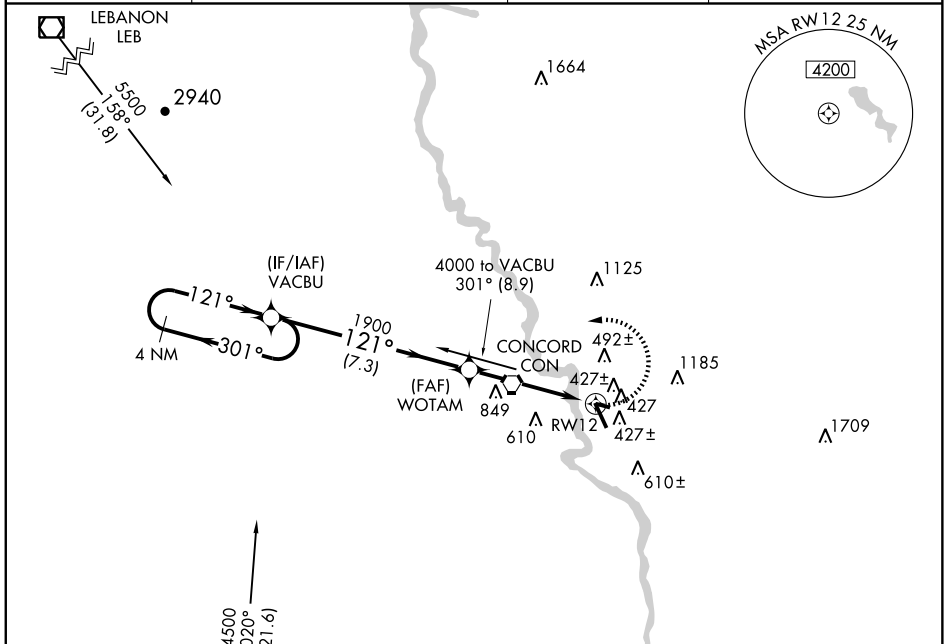 LEBANON
LEB
5500
158°
(31.8)
2940
1664
MSA RW12 25 NM
4200
(IF/IAF)
VACBU
121°
301°
4 NM
1900
121°
(7.3)
4000 to VACBU
301° (8.9)
1125
492±
CONCORD
CON
1185
427±
427
(FAF)
WOTAM
849
610
RW12
427±
1709
610±
4500
020°
21.6)